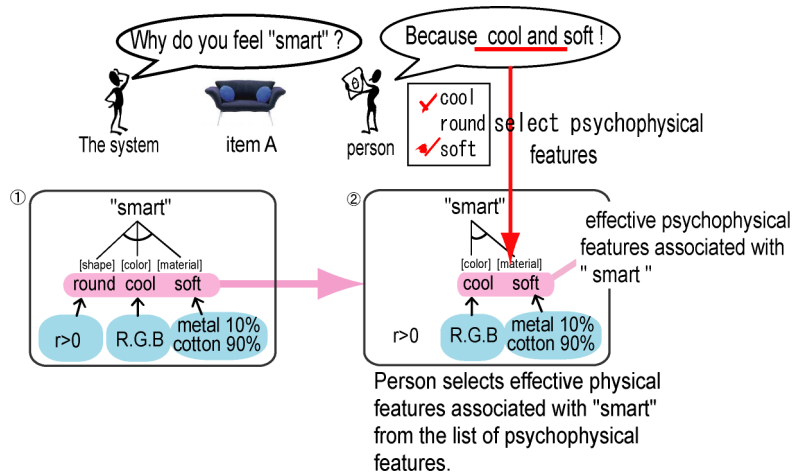 Why do you feel "smart" ?
Because cool and soft !
The system
item A
person
cool
round
soft
select psychophysical
features
①
"smart"
[shape] [color] [material]
round cool soft
r>0
R.G.B
metal 10%
cotton 90%
②
"smart"
[color] [material]
cool soft
r>0
R.G.B
metal 10%
cotton 90%
effective psychophysical
features associated with
" smart "
Person selects effective physical
features associated with "smart"
from the list of psychophysical
features.